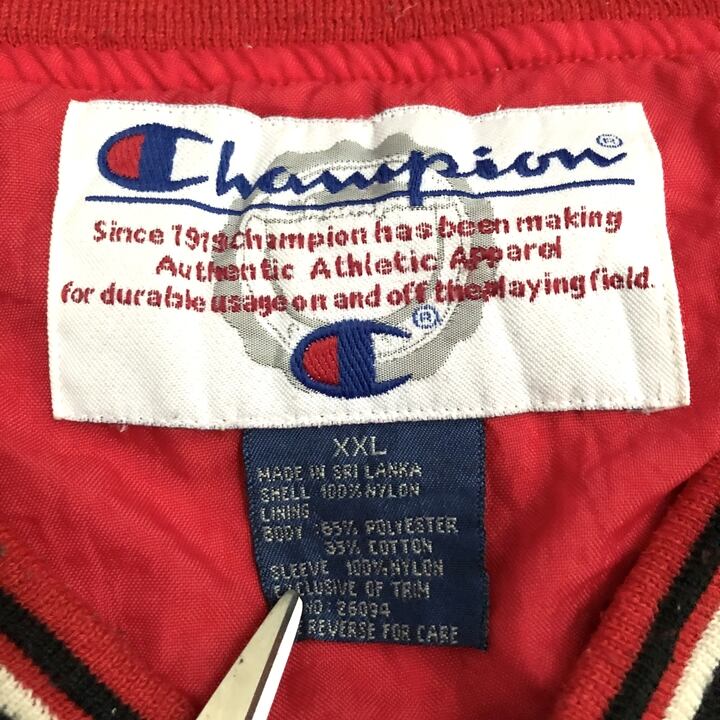 Champion®
Since 1919 Champion has been making
Authentic Athletic Apparol
for durable usage on and off the playing field.
®
XXL
MADE IN SRI LANKA
SHELL 100% NYLON
LINING
BODY 65% POLYESTER
35% COTTON
SLEEVE 100% NYLON
EXCLUSIVE OF TRIM
NO: 26094
REVERSE FOR CARE